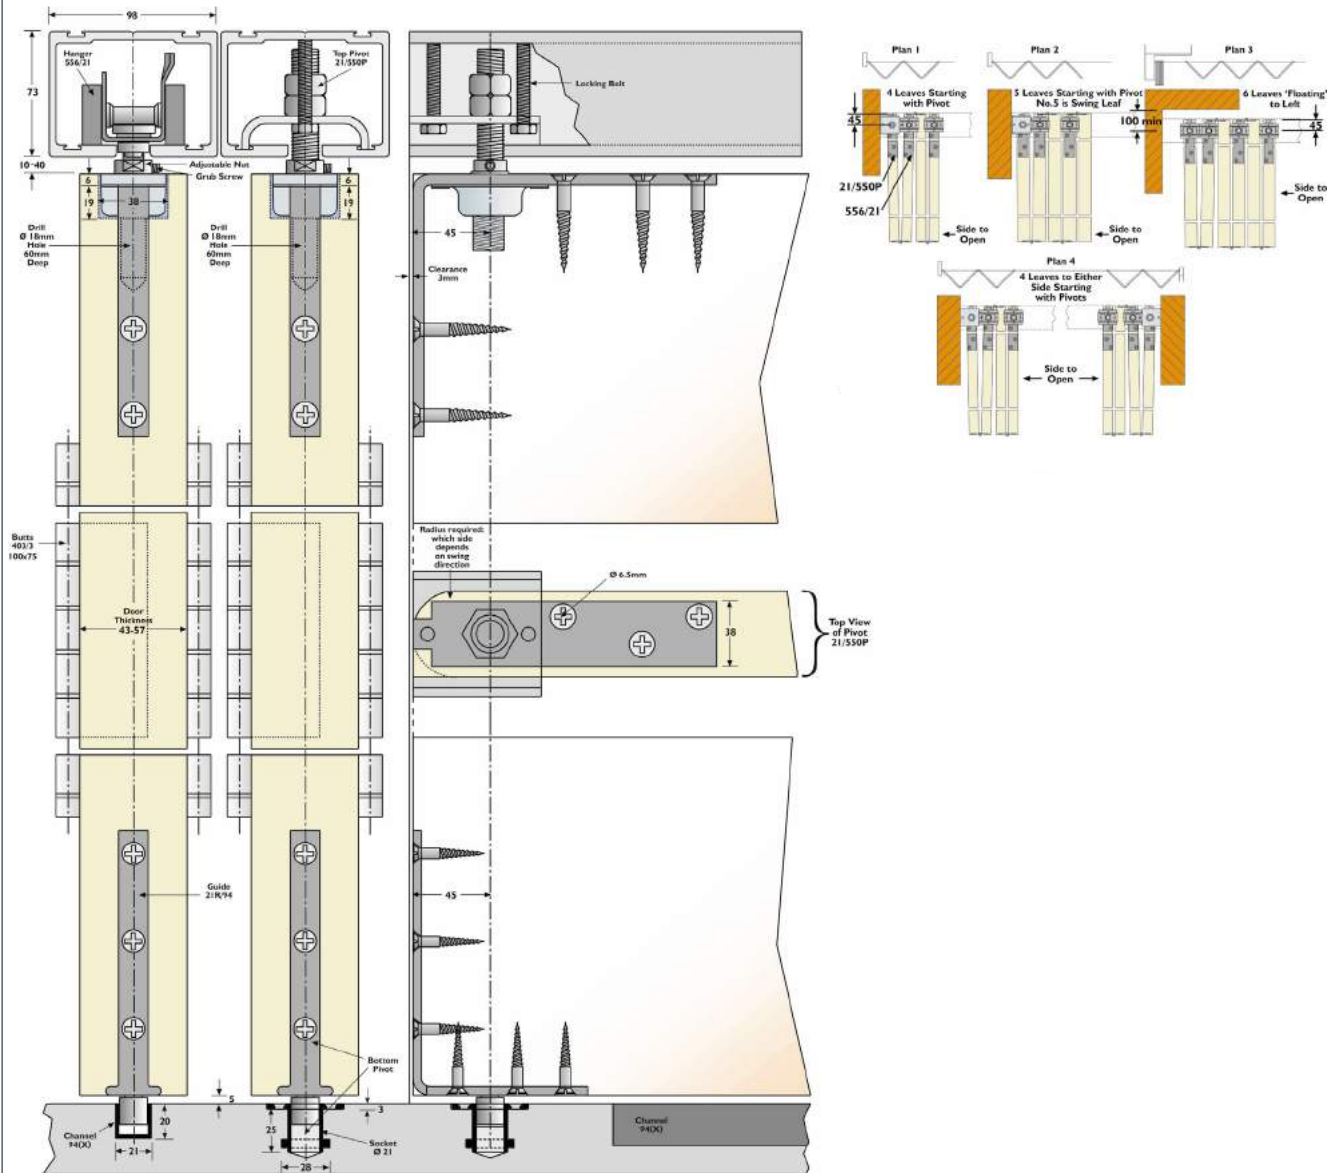 98
Hanger
556/21
Top Pivot
21/550P
73
Locking Bolt
10-40
Adjustable Nut
Grub Screw
6
19
38
6
19
Drill
Ø 18mm
Hole
60mm
Deep
Drill
Ø 18mm
Hole
60mm
Deep
45
Clearance
3mm
Butts
403/3
100x75
Door
Thickness
43-57
Radius required:
which side
depends
on swing
direction
Ø 6.5mm
38
Top View
of Pivot
21/550P
Guide
21R/94
45
Bottom
Pivot
5
3
20
25
Channel
94(X)
21
Socket
Ø 21
28
Channel
94(X)
Plan 1
4 Leaves Starting
with Pivot
45
21/550P
556/21
Side to
Open
Plan 2
5 Leaves Starting with Pivot
No.5 is Swing Leaf
Side to
Open
Plan 3
6 Leaves 'Floating'
to Left
100 min
45
Side to
Open
Plan 4
4 Leaves to Either
Side Starting
with Pivots
Side to
Open